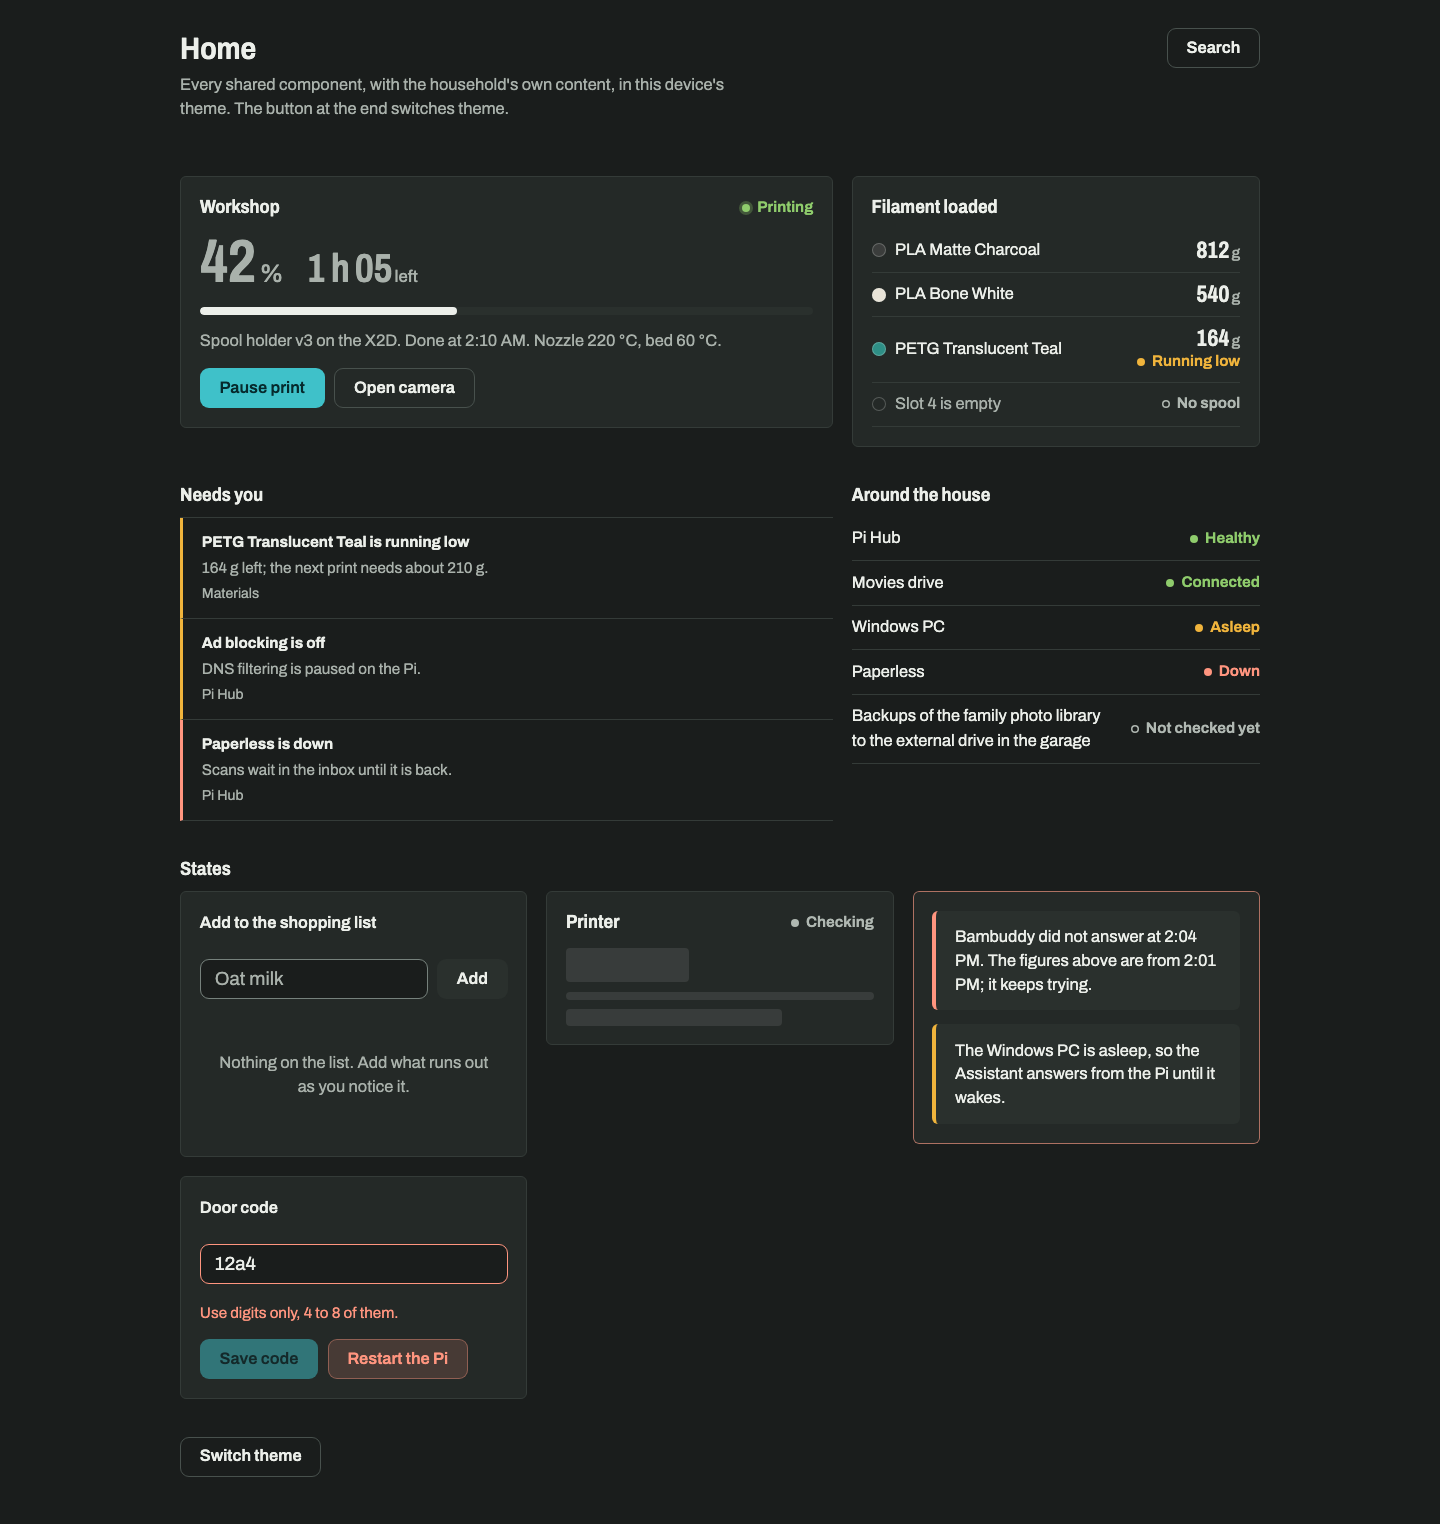 Home
Search
Every shared component, with the household's own content, in this device's
theme. The button at the end switches theme.
Workshop
Printing
42 % 1 h 05 left
Spool holder v3 on the X2D. Done at 2:10 AM. Nozzle 220 °C, bed 60 °C.
Pause print
Open camera
Filament loaded
PLA Matte Charcoal 812 g
PLA Bone White 540 g
PETG Translucent Teal 164 g
Running low
Slot 4 is empty No spool
Needs you
PETG Translucent Teal is running low
164 g left; the next print needs about 210 g.
Materials
Ad blocking is off
DNS filtering is paused on the Pi.
Pi Hub
Paperless is down
Scans wait in the inbox until it is back.
Pi Hub
Around the house
Pi Hub Healthy
Movies drive Connected
Windows PC Asleep
Paperless Down
Backups of the family photo library
to the external drive in the garage
Not checked yet
States
Add to the shopping list
Oat milk
Add
Nothing on the list. Add what runs out
as you notice it.
Printer
Checking
Bambuddy did not answer at 2:04
PM. The figures above are from 2:01
PM; it keeps trying.
The Windows PC is asleep, so the
Assistant answers from the Pi until it
wakes.
Door code
12a4
Use digits only, 4 to 8 of them.
Save code
Restart the Pi
Switch theme